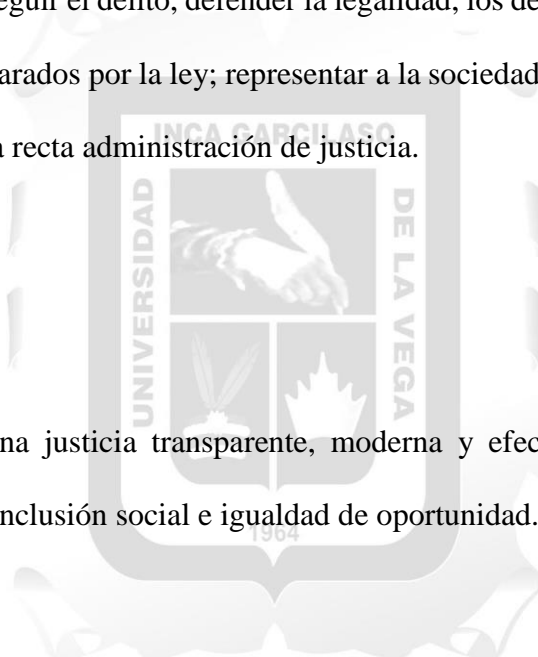 eguir el delito, defender la legalidad, los de
arados por la ley; representar a la sociedad
INCA GARCILASO
a recta administración de justicia.
UNIVERSIDAD
DE LA VEGA
na justicia transparente, moderna y efec
nclusión social e igualdad de oportunidad.
1964